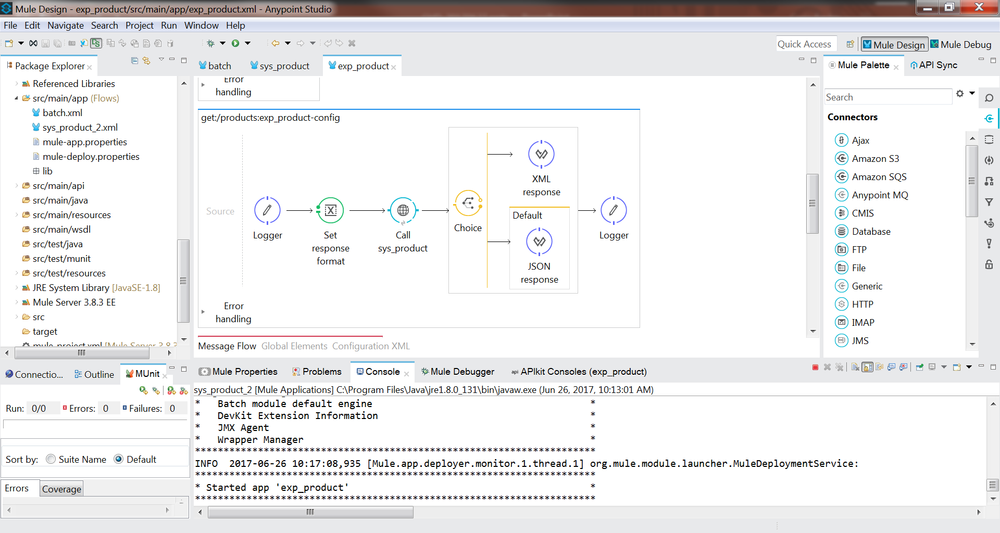 Mule Design - exp_product/src/main/app/exp_product.xml - Anypoint Studio
File Edit Navigate Search Project Run Window Help
Quick Access
Mule Design
Mule Debug
Package Explorer
Referenced Libraries
src/main/app (Flows)
batch.xml
sys_product_2.xml
mule-app.properties
mule-deploy.properties
lib
src/main/api
src/main/java
src/main/resources
src/main/wsdl
src/test/java
src/test/munit
src/test/resources
JRE System Library [JavaSE-1.8]
Mule Server 3.8.3 EE
src
target
mule-project.xml [Mule Server 3.8.3
batch
sys_product
exp_product
Error
handling
get:/products:exp_product-config
Source
Logger
Set
response
format
Call
sys_product
Choice
XML
response
Default
JSON
response
Logger
Error
handling
Message Flow Global Elements Configuration XML
Mule Palette
API Sync
Search
Connectors
Ajax
Amazon S3
Amazon SQS
Anypoint MQ
CMIS
Database
FTP
File
Generic
HTTP
IMAP
JMS
Connectio...
Outline
MUnit
Run: 0/0 Errors: 0 Failures: 0
Sort by: Suite Name Default
Errors
Coverage
Mule Properties
Problems
Console
Mule Debugger
api APIkit Consoles (exp_product)
sys_product_2 [Mule Applications] C:\Program Files\Java\jre1.8.0_131\bin\javaw.exe (Jun 26, 2017, 10:13:01 AM)
* Batch module default engine *
* DevKit Extension Information *
* JMX Agent *
* Wrapper Manager *
**********************************************************************
INFO 2017-06-26 10:17:08,935 [Mule.app.deployer.monitor.1.thread.1] org.mule.module.launcher.MuleDeploymentService:
**********************************************************************
* Started app 'exp_product' *
**********************************************************************